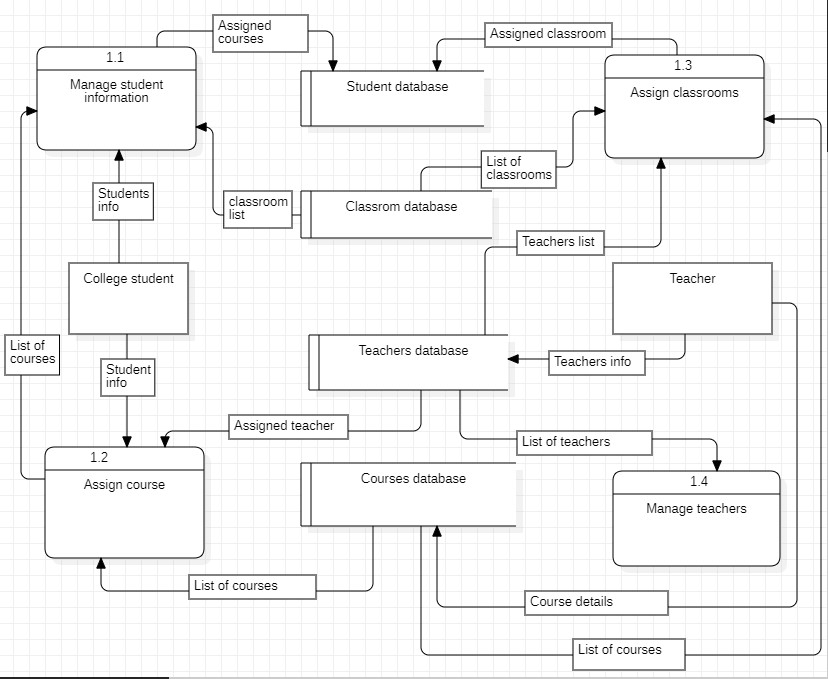 Assigned
courses
Assigned classroom
1.1
Manage student
information
Student database
1.3
Assign classrooms
List of
classrooms
Students
info
classroom
list
Classrom database
Teachers list
College student
Teacher
List of
courses
Teachers database
Teachers info
Student
info
Assigned teacher
List of teachers
1.2
Assign course
Courses database
1.4
Manage teachers
List of courses
Course details
List of courses